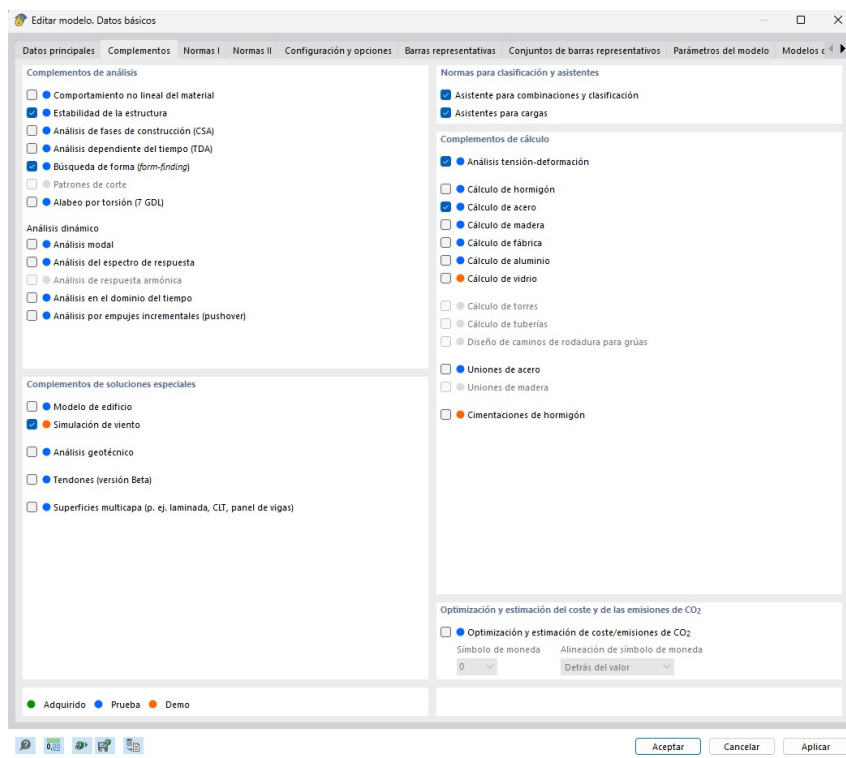 Editar modelo. Datos básicos
Datos principales Complementos Normas I Normas II Configuración y opciones Barras representativas Conjuntos de barras representativos Parámetros del modelo Modelos
Complementos de análisis
Comportamiento no lineal del material
Estabilidad de la estructura
Análisis de fases de construcción (CSA)
Análisis dependiente del tiempo (TDA)
Búsqueda de forma (form-finding)
Patrones de corte
Alabeo por torsión (7 GDL)
Análisis dinámico
Análisis modal
Análisis del espectro de respuesta
Análisis de respuesta armónica
Análisis en el dominio del tiempo
Análisis por empujes incrementales (pushover)
Complementos de soluciones especiales
Modelo de edificio
Simulación de viento
Análisis geotécnico
Tendones (versión Beta)
Superficies multicapa (p. ej. laminada, CLT, panel de vigas)
Normas para clasificación y asistentes
Asistente para combinaciones y clasificación
Asistentes para cargas
Complementos de cálculo
Análisis tensión-deformación
Cálculo de hormigón
Cálculo de acero
Cálculo de madera
Cálculo de fábrica
Cálculo de aluminio
Cálculo de vidrio
Cálculo de torres
Cálculo de tuberías
Diseño de caminos de rodadura para grúas
Uniones de acero
Uniones de madera
Cimentaciones de hormigón
Optimización y estimación del coste y de las emisiones de CO2
Optimización y estimación de coste/emisiones de CO2
Símbolo de moneda Alineación de símbolo de moneda
0 Detrás del valor
Adquirido Prueba Demo
0,00
Aceptar Cancelar Aplicar